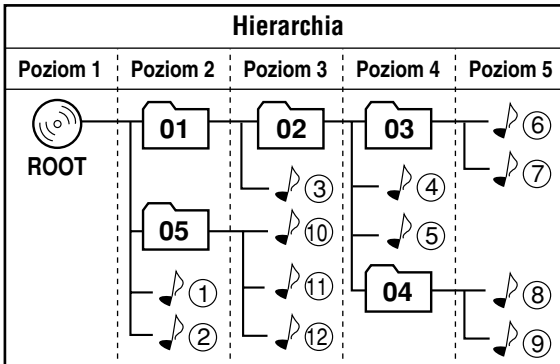 Hierarchia
Poziom 1 Poziom 2 Poziom 3 Poziom 4 Poziom 5
01 02 03 ⑥
ROOT ⑦
③ ④
05 ⑩ ⑤
① ⑪ 04 ⑧
② ⑫ ⑨